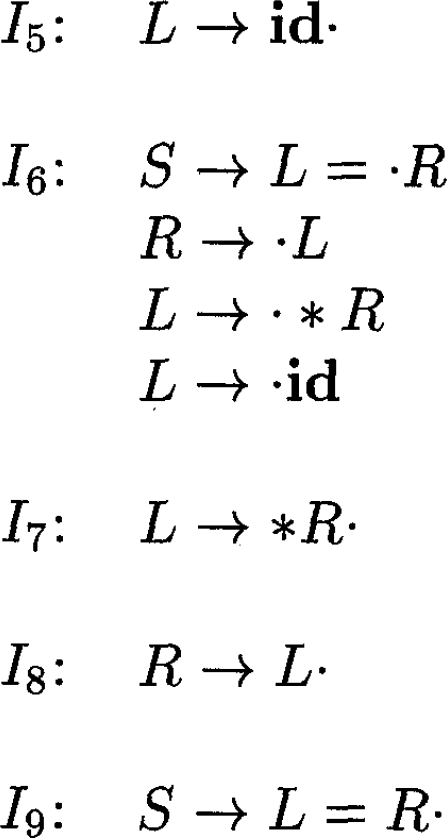 I₅: L → id·
I₆: S → L = ·R
R → ·L
L → · * R
L → ·id
I₇: L → *R·
I₈: R → L·
I₉: S → L = R·